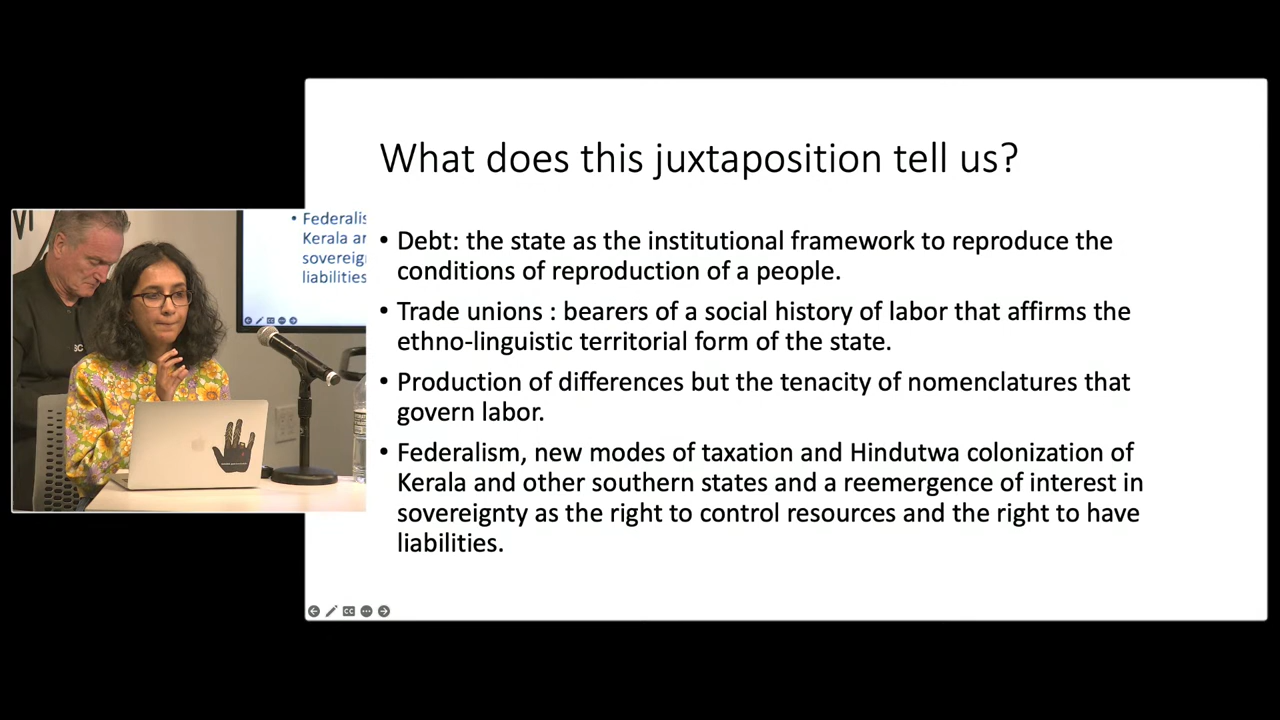 What does this juxtaposition tell us?
• Debt: the state as the institutional framework to reproduce the
conditions of reproduction of a people.
• Trade unions : bearers of a social history of labor that affirms the
ethno-linguistic territorial form of the state.
• Production of differences but the tenacity of nomenclatures that
govern labor.
• Federalism, new modes of taxation and Hindutwa colonization of
Kerala and other southern states and a reemergence of interest in
sovereignty as the right to control resources and the right to have
liabilities.
CC
• Federalis
Kerala ar
sovereig
liabilities